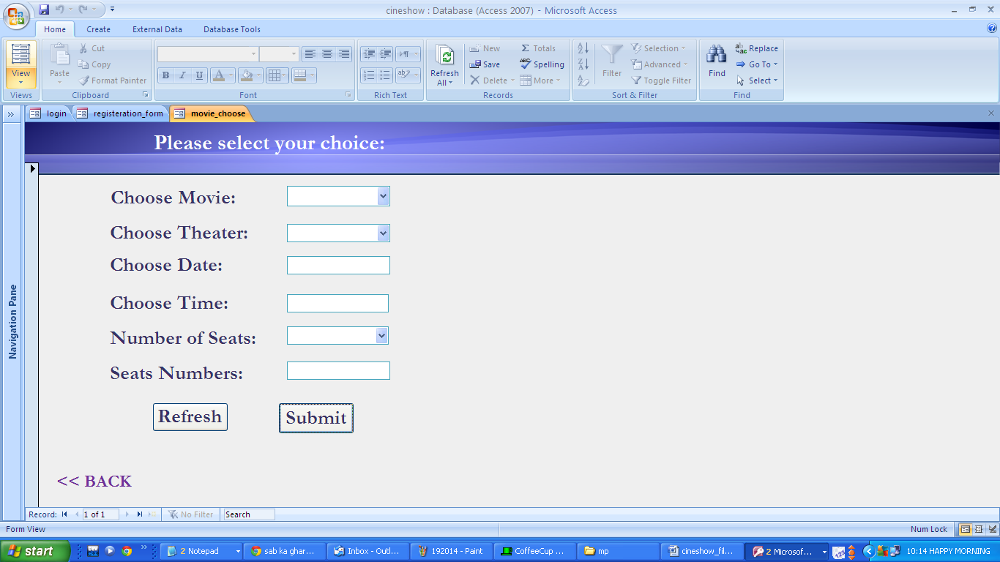 cineshow : Database (Access 2007) - Microsoft Access
Home Create External Data Database Tools
View Paste Cut Copy Format Painter
B I U
Refresh All New Save Delete Totals Spelling More
Filter Selection Advanced Toggle Filter
Find Replace Go To Select
Views Clipboard Font Rich Text Records Sort & Filter Find
login registeration_form movie_choose
Please select your choice:
Choose Movie:
Choose Theater:
Choose Date:
Choose Time:
Number of Seats:
Seats Numbers:
Refresh Submit
<< BACK
Navigation Pane
Record: 1 of 1 No Filter Search
Form View Num Lock
start 2 Notepad sab ka ghar... Inbox - Outl... 192014 - Paint CoffeeCup ... mp cineshow_fil... 2 Microsof... 10:14 HAPPY MORNING